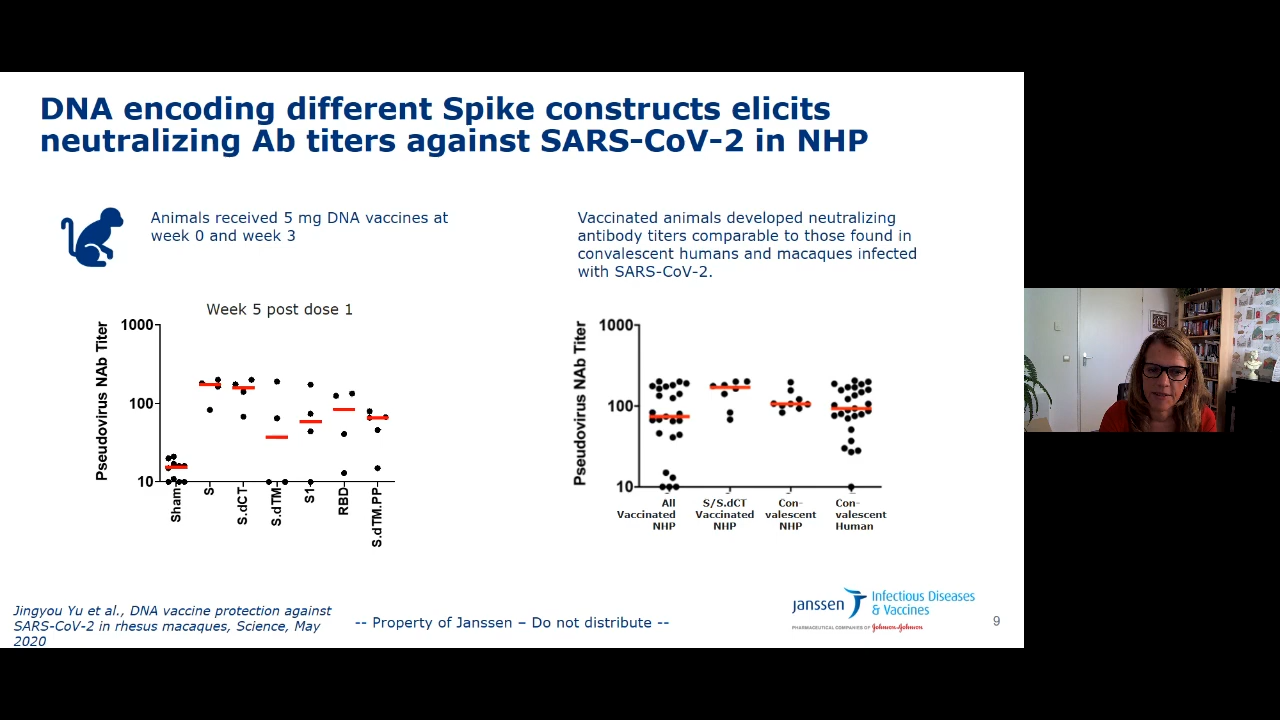 DNA encoding different Spike constructs elicits
neutralizing Ab titers against SARS-CoV-2 in NHP
Animals received 5 mg DNA vaccines at
week 0 and week 3
Vaccinated animals developed neutralizing
antibody titers comparable to those found in
convalescent humans and macaques infected
with SARS-CoV-2.
Week 5 post dose 1
Pseudovirus NAb Titer
1000
100
10
Sham
S
S.dCT
S.dTM
S1
RBD
S.dTM.PP
Pseudovirus NAb Titer
1000
100
10
All
Vaccinated
NHP
S/S.dCT
Vaccinated
NHP
Con-
valescent
NHP
Con-
valescent
Human
Jingyou Yu et al., DNA vaccine protection against
SARS-CoV-2 in rhesus macaques, Science, May
2020
-- Property of Janssen – Do not distribute --
janssen
Infectious Diseases
& Vaccines
PHARMACEUTICAL COMPANIES OF Johnson&Johnson
9